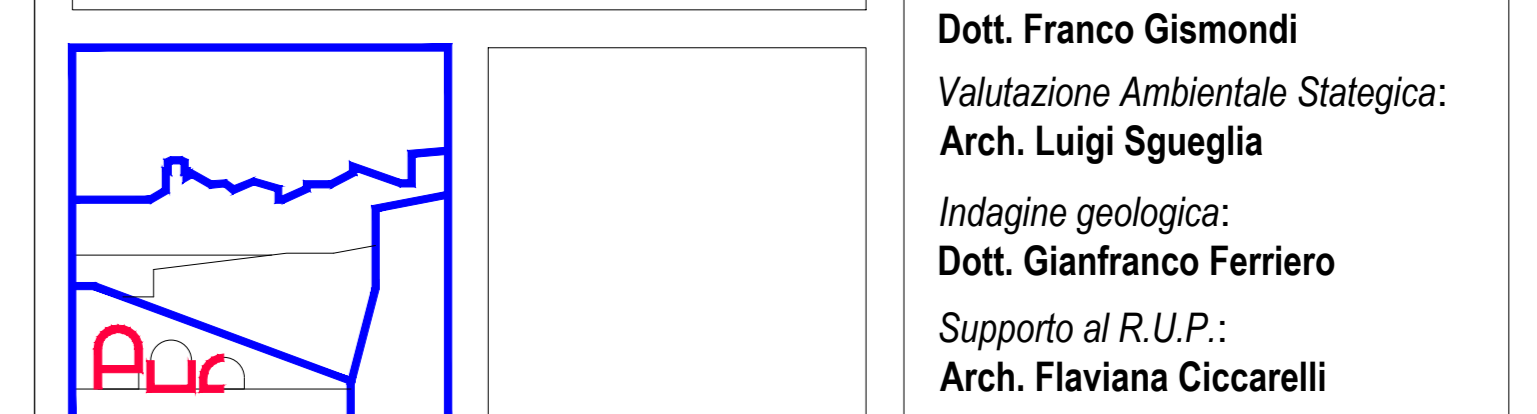 Puc
Dott. Franco Gismondi
Valutazione Ambientale Stategica:
Arch. Luigi Sgueglia
Indagine geologica:
Dott. Gianfranco Ferriero
Supporto al R.U.P.:
Arch. Flaviana Ciccarelli